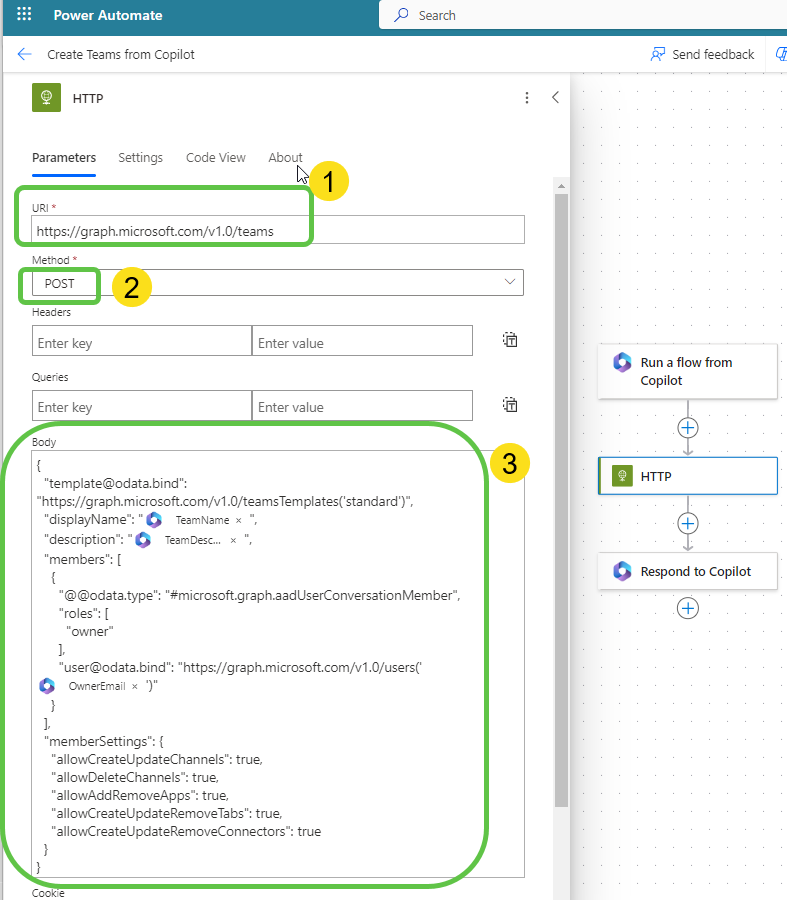 Power Automate
Search
Create Teams from Copilot
Send feedback
HTTP
Parameters
Settings
Code View
About
1
URI *
https://graph.microsoft.com/v1.0/teams
Method *
POST
2
Headers
Enter key
Enter value
Queries
Enter key
Enter value
Body
3
{
"template@odata.bind":
"https://graph.microsoft.com/v1.0/teamsTemplates('standard')",
"displayName": " TeamName × ",
"description": " TeamDesc... × ",
"members": [
{
"@@odata.type": "#microsoft.graph.aadUserConversationMember",
"roles": [
"owner"
],
"user@odata.bind": "https://graph.microsoft.com/v1.0/users('
OwnerEmail × ')"
}
],
"memberSettings": {
"allowCreateUpdateChannels": true,
"allowDeleteChannels": true,
"allowAddRemoveApps": true,
"allowCreateUpdateRemoveTabs": true,
"allowCreateUpdateRemoveConnectors": true
}
}
Cookie
Run a flow from
Copilot
HTTP
Respond to Copilot